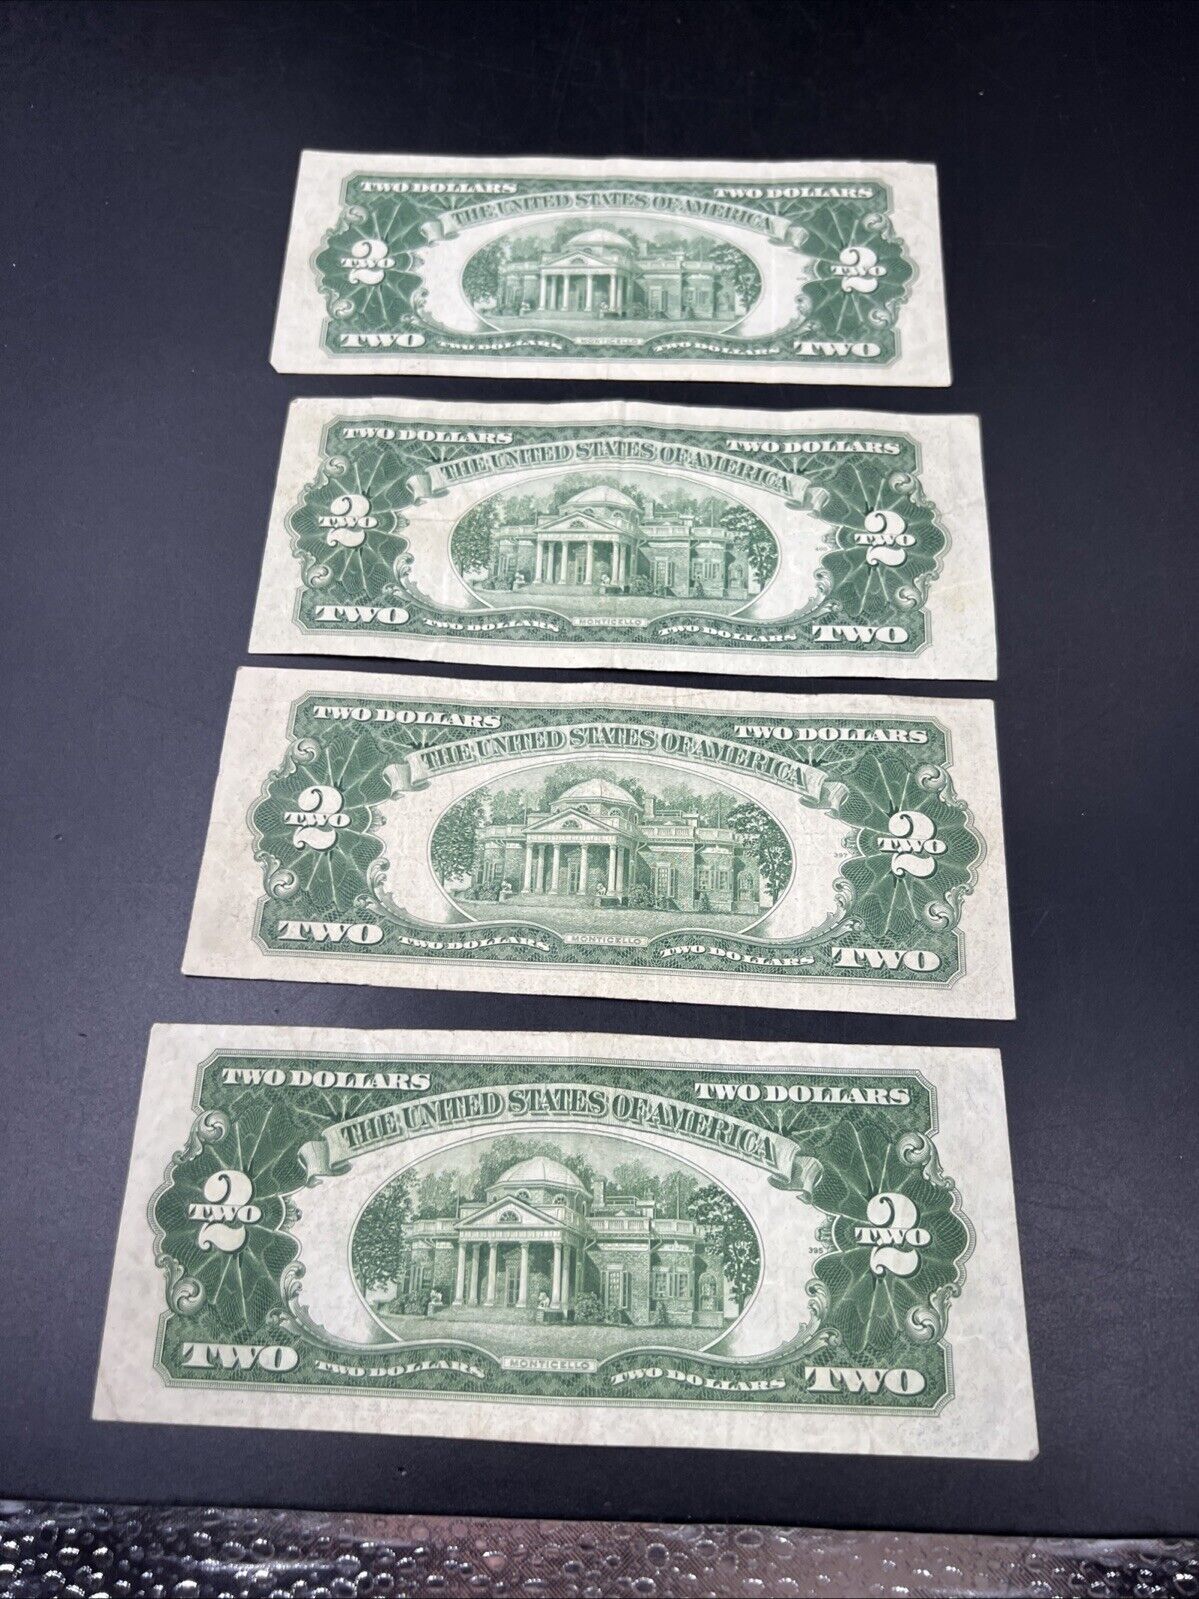 TWO DOLLARS TWO DOLLARS
THE UNITED STATES OF AMERICA
2 TWO 2 TWO
TWO TWO DOLLARS MONTICELLO TWO DOLLARS TWO
TWO DOLLARS TWO DOLLARS
THE UNITED STATES OF AMERICA
2 TWO 400 2 TWO
TWO TWO DOLLARS MONTICELLO TWO DOLLARS TWO
TWO DOLLARS TWO DOLLARS
THE UNITED STATES OF AMERICA
2 TWO 397 2 TWO
TWO TWO DOLLARS MONTICELLO TWO DOLLARS TWO
TWO DOLLARS TWO DOLLARS
THE UNITED STATES OF AMERICA
2 TWO 395 2 TWO
TWO TWO DOLLARS MONTICELLO TWO DOLLARS TWO